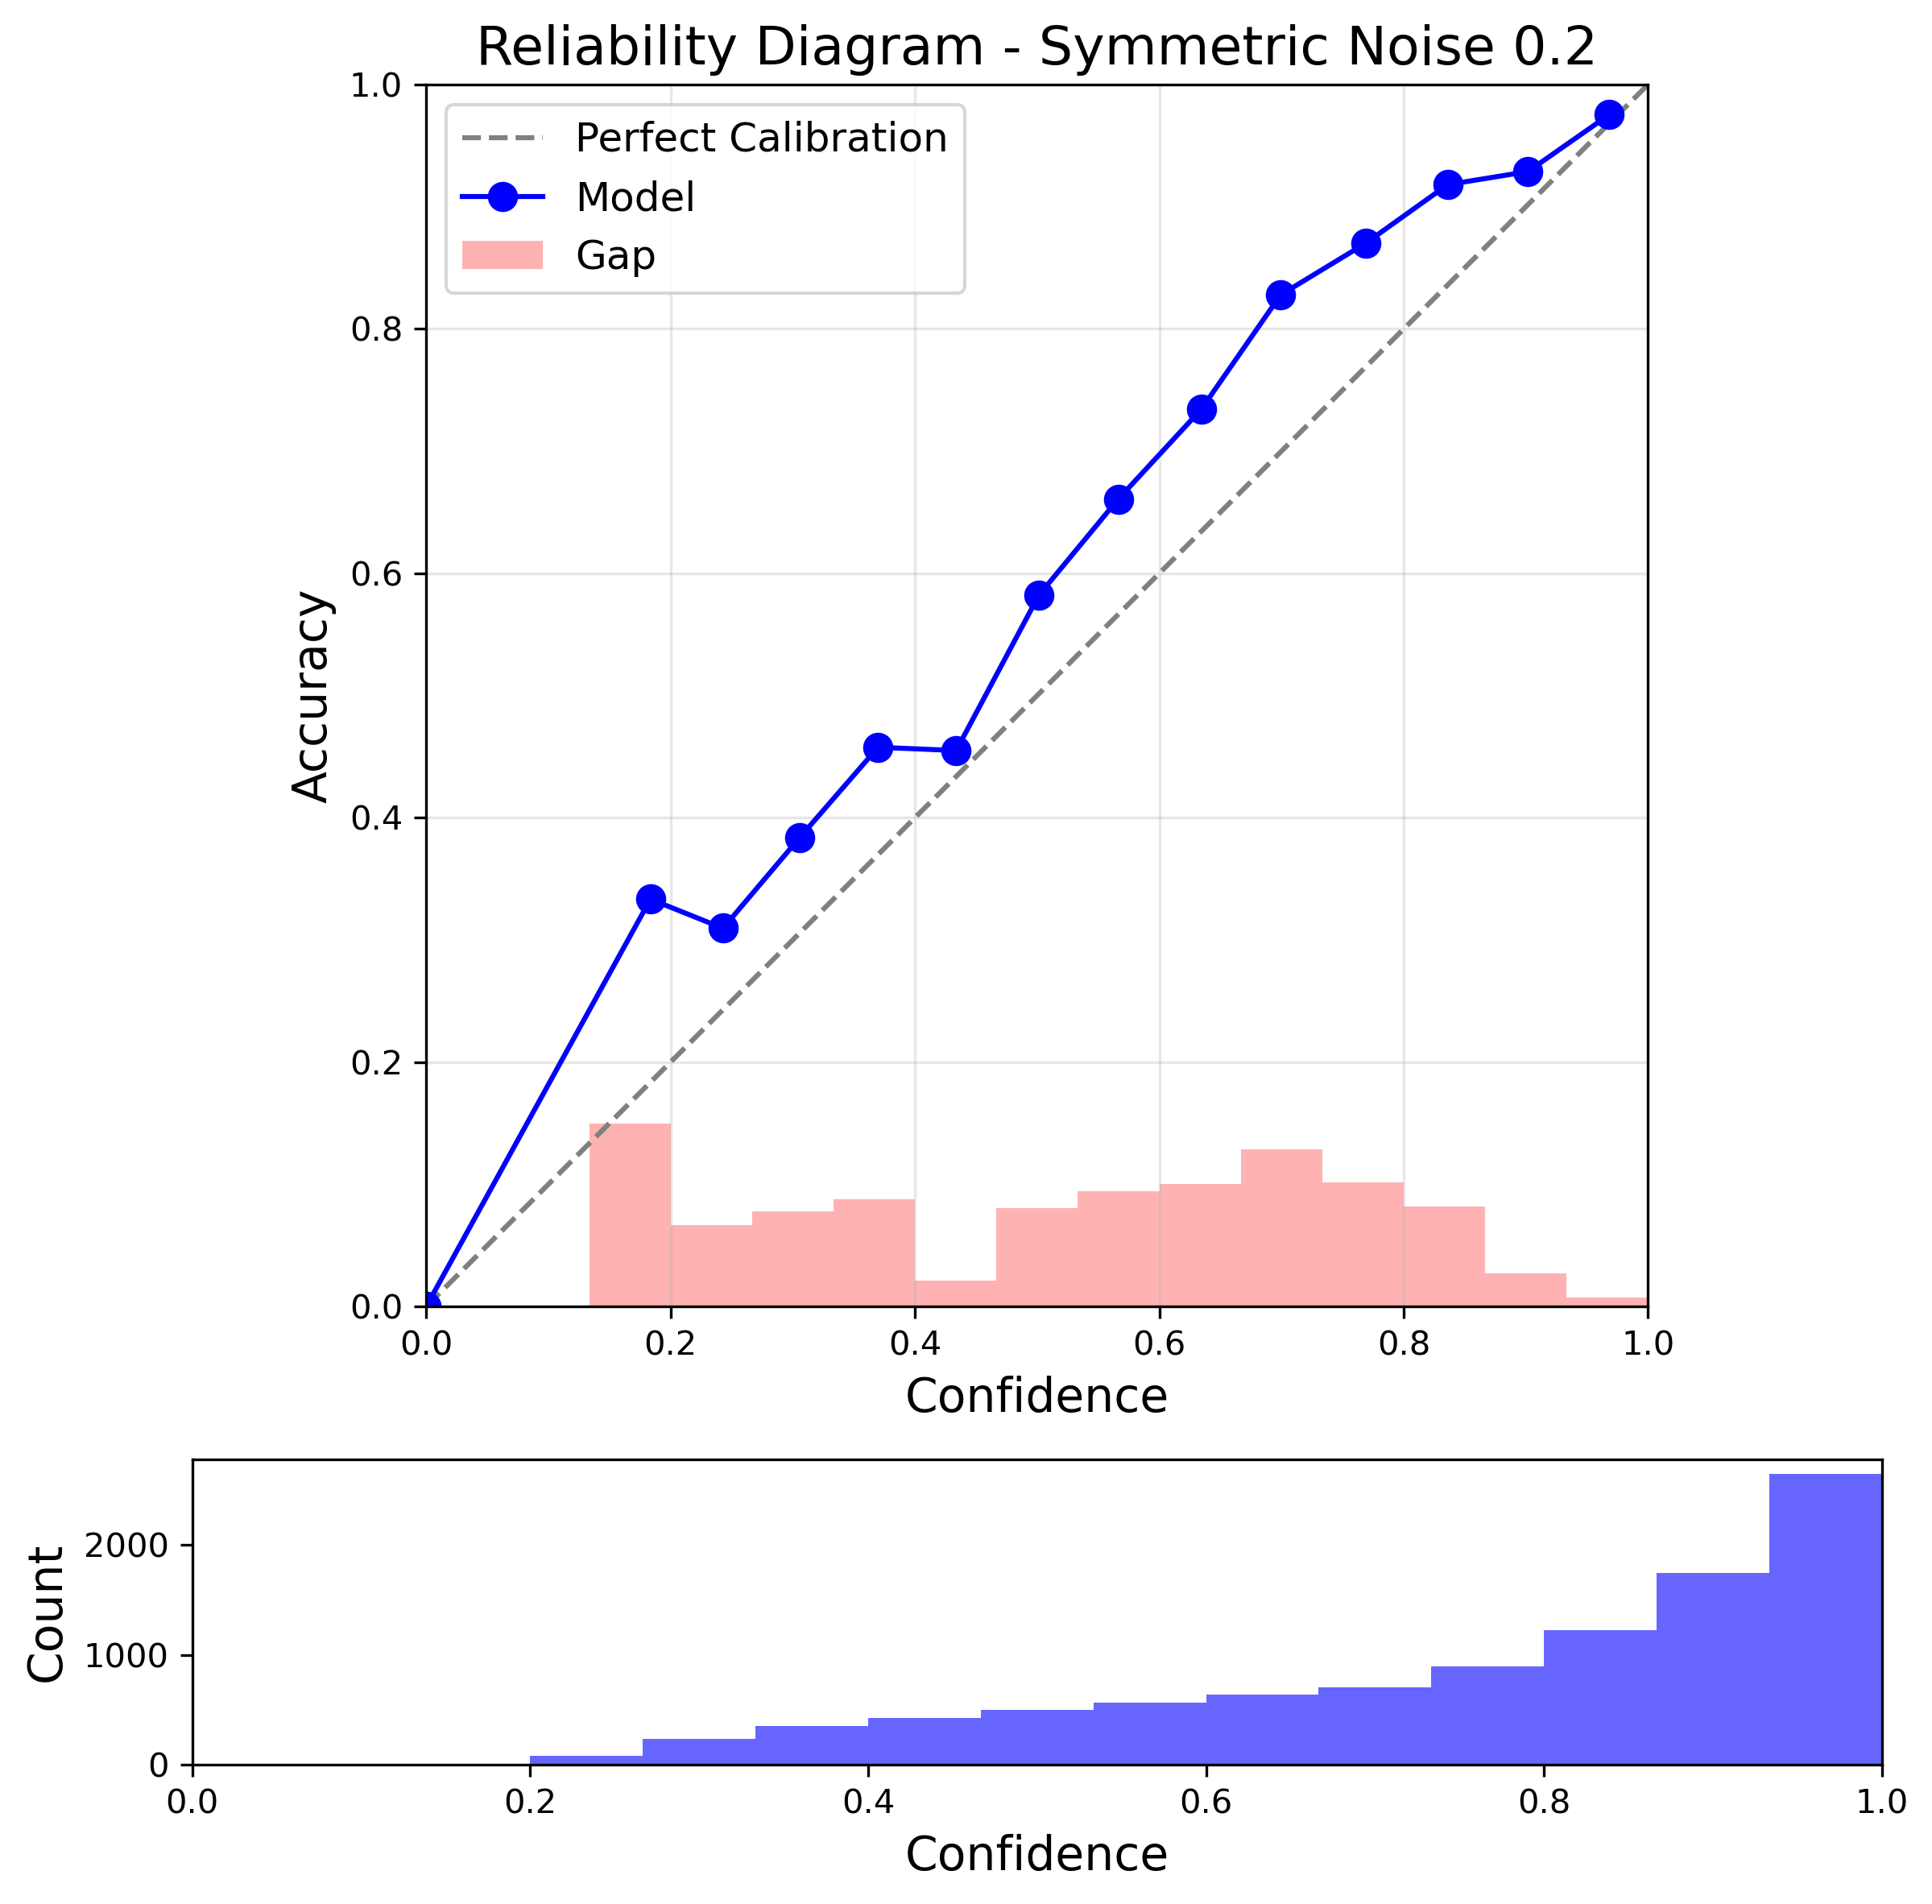 Reliability Diagram - Symmetric Noise 0.2
1.0
0.8
0.6
0.4
0.2
0.0
Accuracy
Perfect Calibration
Model
Gap
0.0 0.2 0.4 0.6 0.8 1.0
Confidence
2000
1000
0
Count
0.0 0.2 0.4 0.6 0.8 1.0
Confidence